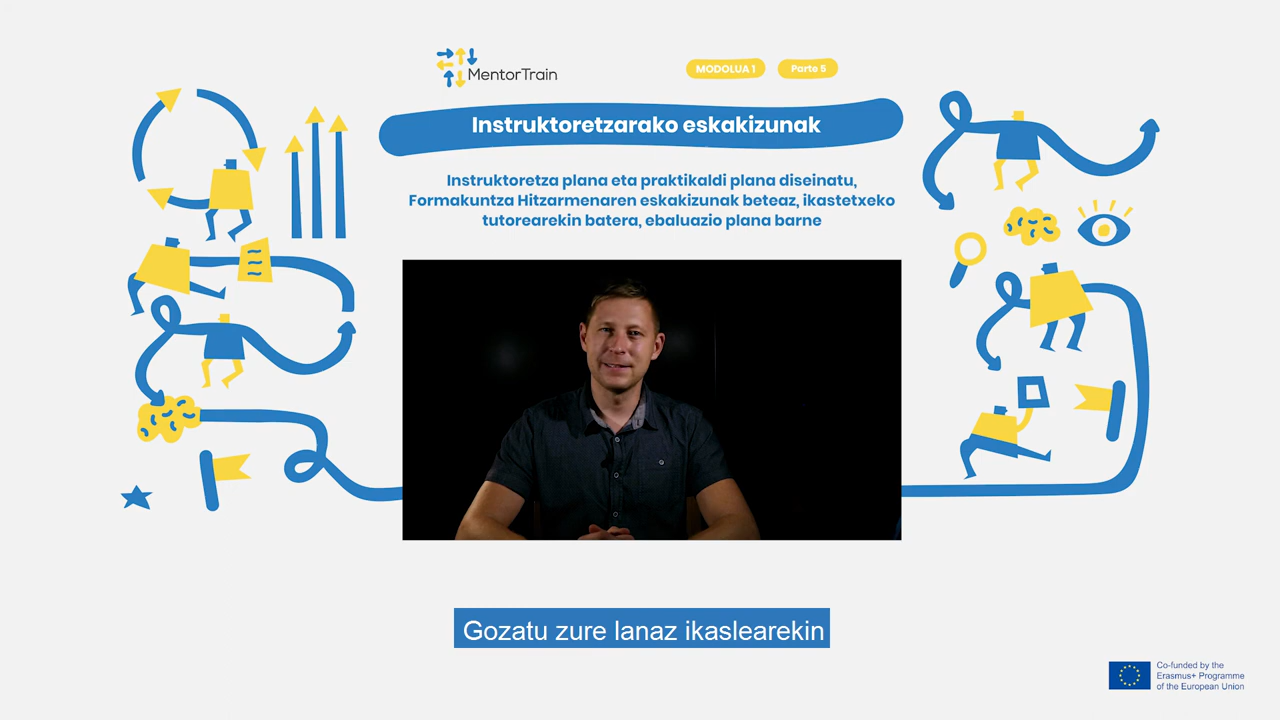 MentorTrain
MODOLUA 1
Parte 5
Instruktoretzarako eskakizunak
Instruktoretza plana eta praktikaldi plana diseinatu,
Formakuntza Hitzarmenaren eskakizunak beteaz, ikastetxeko
tutorearekin batera, ebaluazio plana barne
Gozatu zure lanaz ikaslearekin
Co-funded by the
Erasmus+ Programme
of the European Union